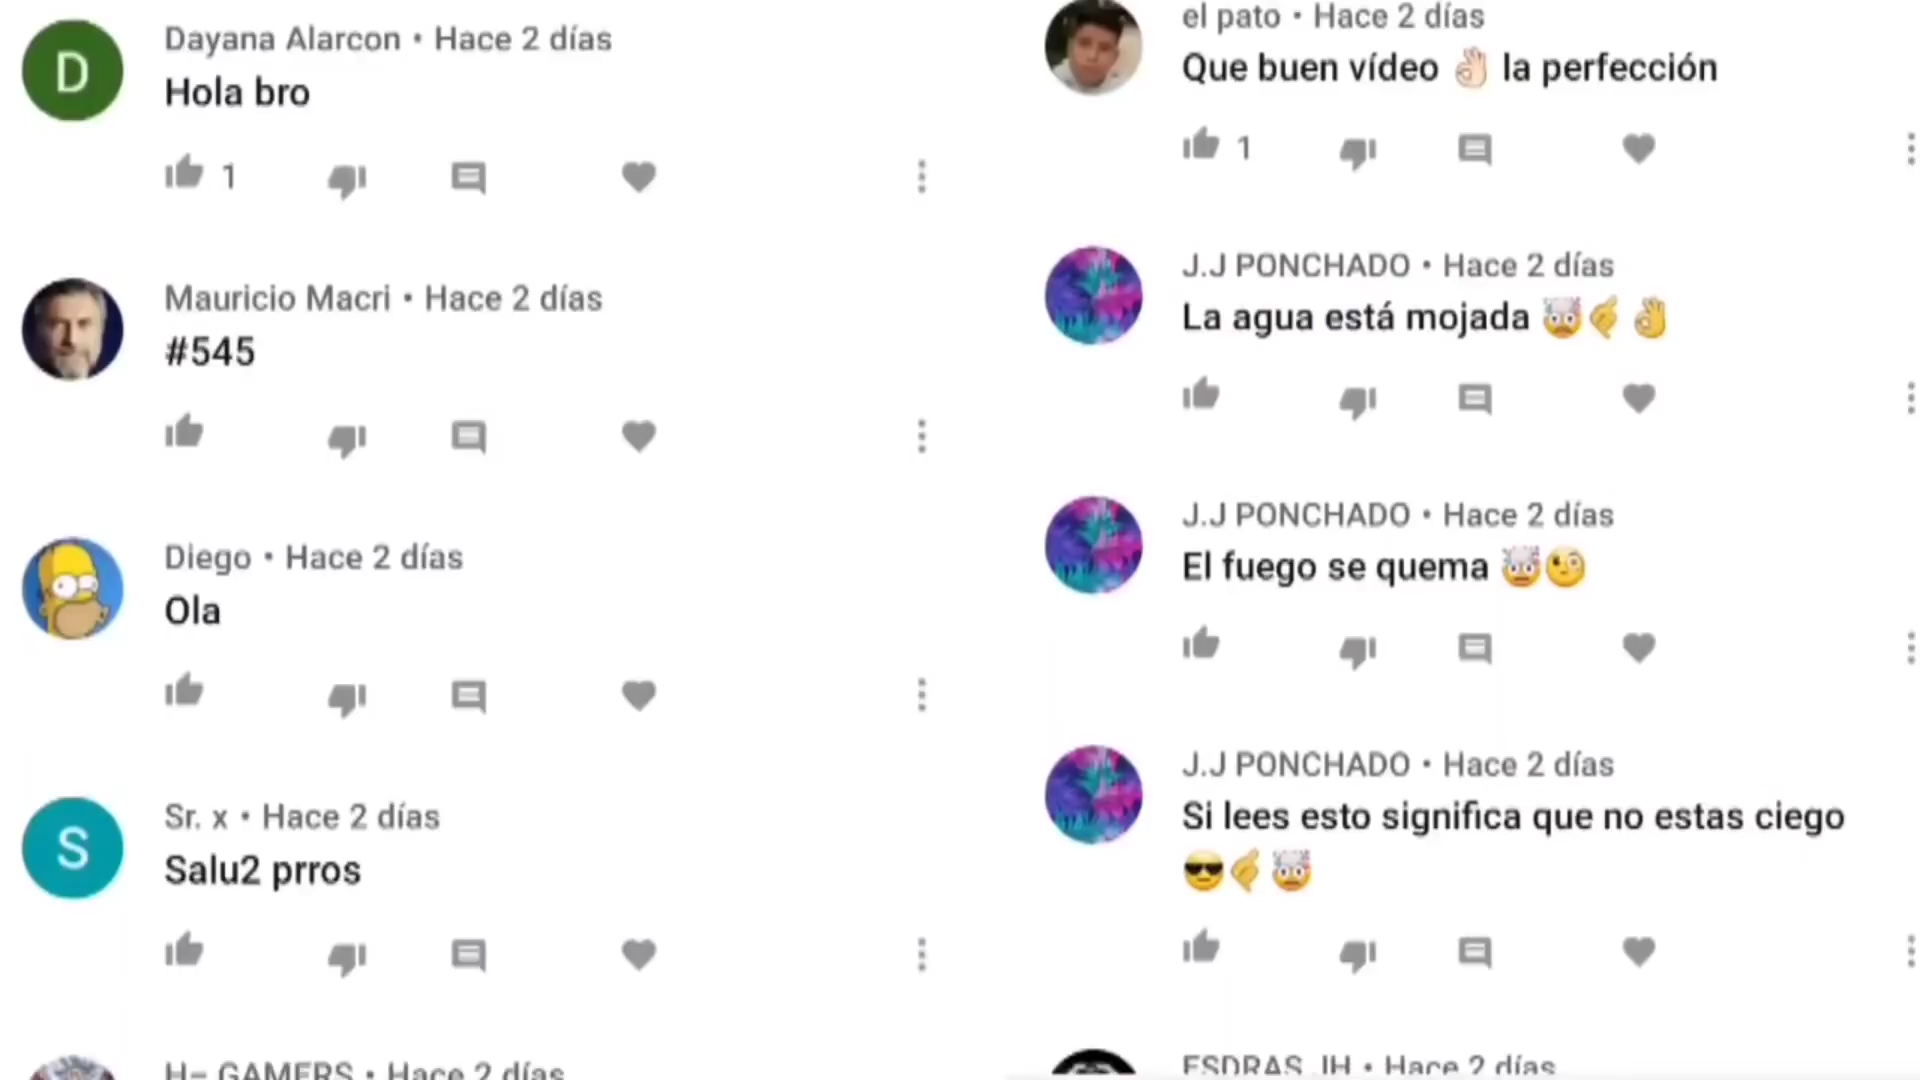 Dayana Alarcon • Hace 2 días
Hola bro
1
Mauricio Macri • Hace 2 días
#545
Diego • Hace 2 días
Ola
Sr. x • Hace 2 días
Salu2 prros
H– GAMERS • Hace 2 días
el pato • Hace 2 días
Que buen vídeo 👌🏻 la perfección
1
J.J PONCHADO • Hace 2 días
La agua está mojada 🤯🤙👌
J.J PONCHADO • Hace 2 días
El fuego se quema 🤯🧐
J.J PONCHADO • Hace 2 días
Si lees esto significa que no estas ciego
😎🤙🤯
ESDRAS JH • Hace 2 días